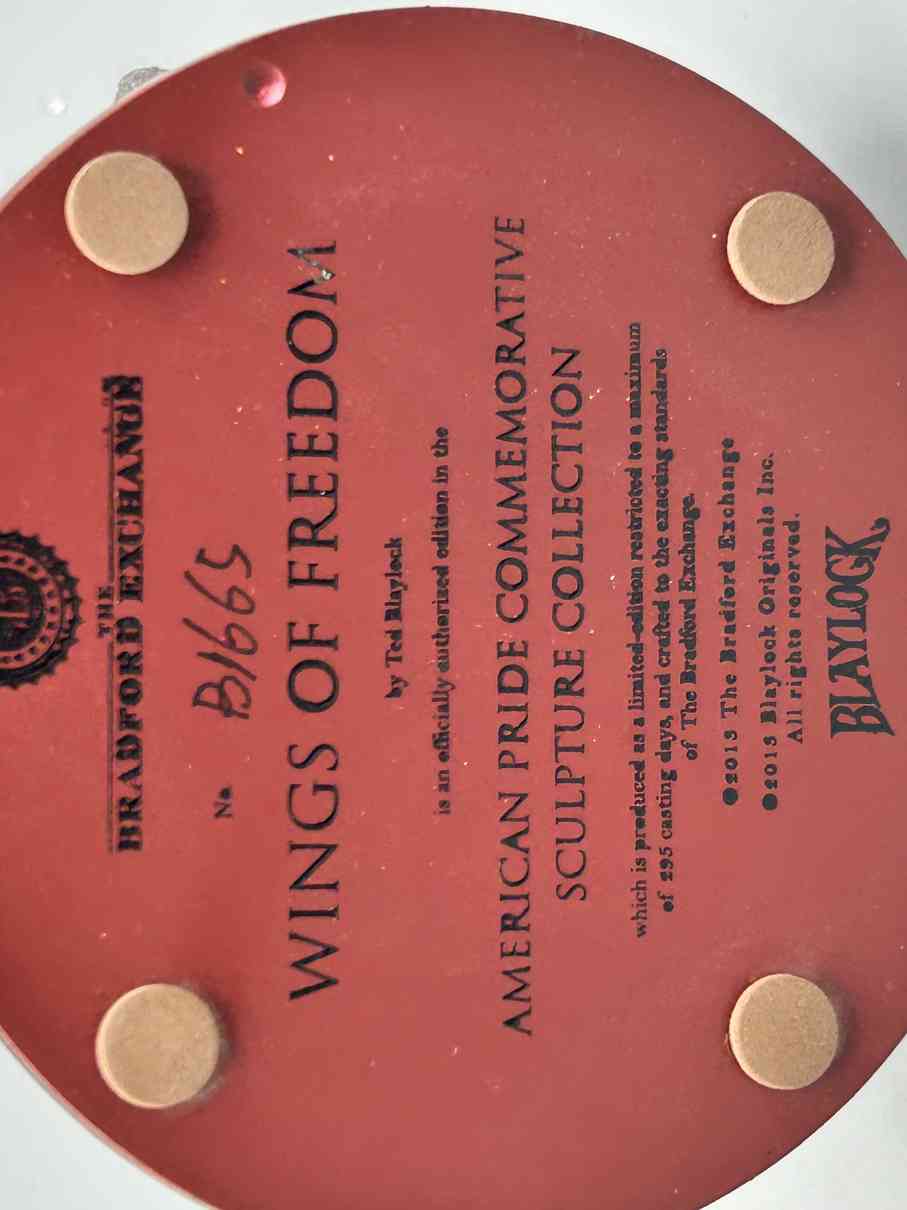 THE
BRADFORD EXCHANGE
No B1665
WINGS OF FREEDOM
by Ted Blaylock
is an officially authorized edition in the
AMERICAN PRIDE COMMEMORATIVE
SCULPTURE COLLECTION
which is produced as a limited-edition restricted to a maximum
of 295 casting days, and crafted to the exacting standards
of The Bradford Exchange.
©2013 The Bradford Exchange
©2013 Blaylock Originals Inc.
All rights reserved.
BLAYLOCK